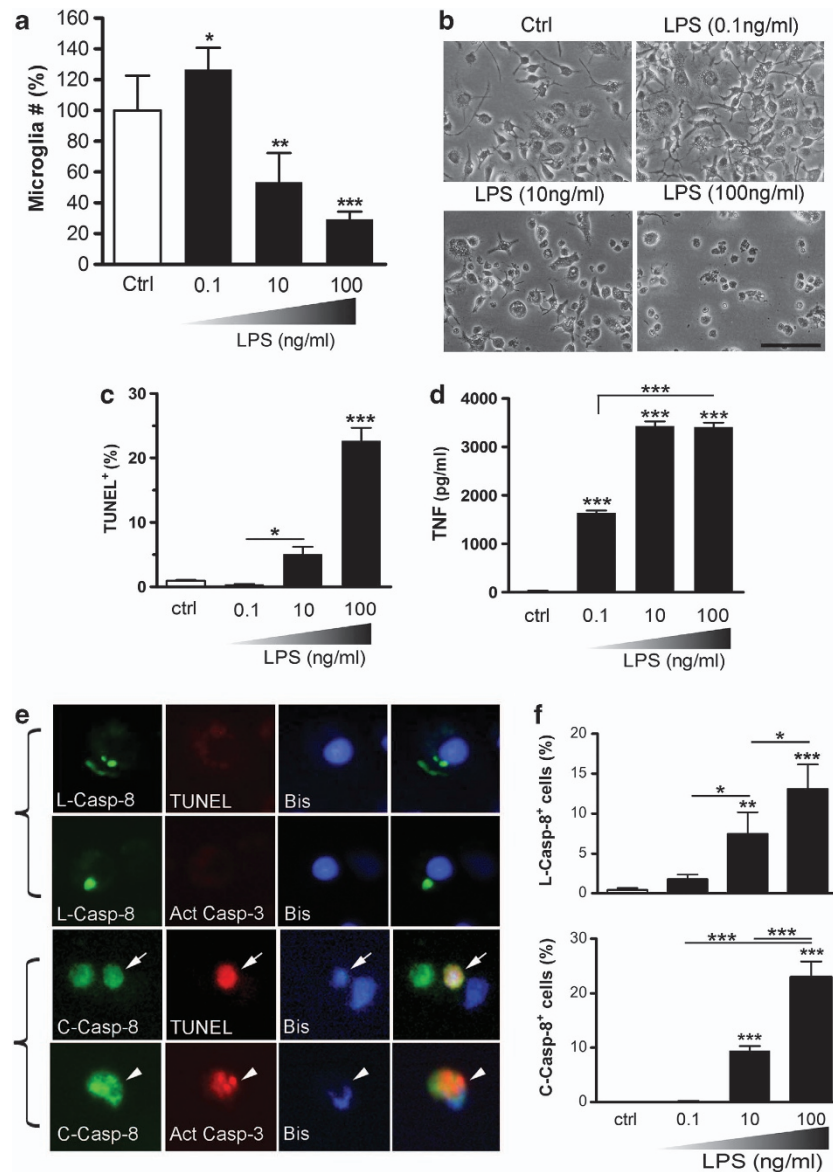 a
Microglia # (%)
160
140
120
100
80
60
40
20
0
*
**
***
Ctrl 0.1 10 100
LPS (ng/ml)
b
Ctrl LPS (0.1ng/ml)
LPS (10ng/ml) LPS (100ng/ml)
c
TUNEL+ (%)
30
20
10
5
0
*
***
ctrl 0.1 10 100
LPS (ng/ml)
d
TNF (pg/ml)
4000
3000
2000
1000
0
***
*** *** ***
ctrl 0.1 10 100
LPS (ng/ml)
e
L-Casp-8 TUNEL Bis
L-Casp-8 Act Casp-3 Bis
C-Casp-8 TUNEL Bis
C-Casp-8 Act Casp-3 Bis
f
L-Casp-8+ cells (%)
20
15
10
5
0
*
*
**
***
C-Casp-8+ cells (%)
30
20
10
0
*** ***
***
***
ctrl 0.1 10 100
LPS (ng/ml)